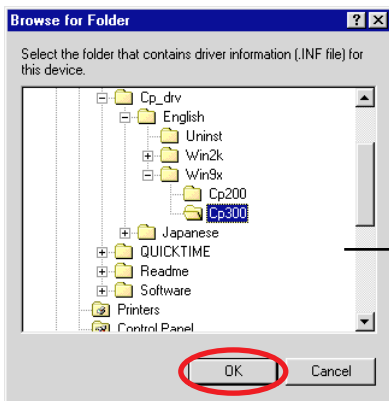 Browse for Folder
Select the folder that contains driver information (.INF file) for
this device.
Cp_drv
English
Uninst
Win2k
Win9x
Cp200
Cp300
Japanese
QUICKTIME
Readme
Software
Printers
Control Panel
OK
Cancel